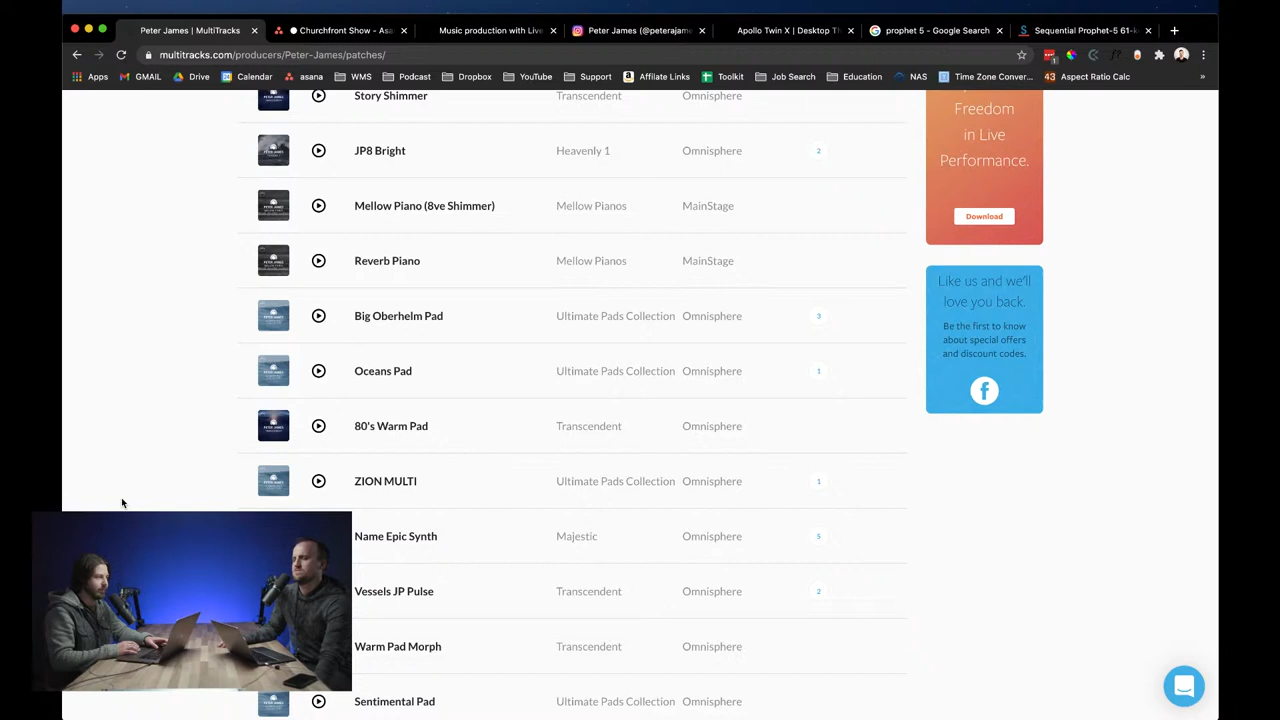 Peter James | MultiTracks
Churchfront Show - Asa
Music production with Live
Peter James (@peterajame
Apollo Twin X | Desktop Th
prophet 5 - Google Search
Sequential Prophet-5 61-k
multitracks.com/producers/Peter-James/patches/
Apps
GMAIL
Drive
Calendar
asana
WMS
Podcast
Dropbox
YouTube
Support
Affilate Links
Toolkit
Job Search
Education
NAS
Time Zone Conver...
43 Aspect Ratio Calc
Story Shimmer Transcendent Omnisphere
JP8 Bright Heavenly 1 Omnisphere 2
Mellow Piano (8ve Shimmer) Mellow Pianos MainStage
Reverb Piano Mellow Pianos MainStage
Big Oberhelm Pad Ultimate Pads Collection Omnisphere 3
Oceans Pad Ultimate Pads Collection Omnisphere 1
80's Warm Pad Transcendent Omnisphere
ZION MULTI Ultimate Pads Collection Omnisphere 1
Name Epic Synth Majestic Omnisphere 5
Vessels JP Pulse Transcendent Omnisphere 2
Warm Pad Morph Transcendent Omnisphere
Sentimental Pad Ultimate Pads Collection Omnisphere
Freedom
in Live
Performance.
Download
Like us and we'll
love you back.
Be the first to know
about special offers
and discount codes.